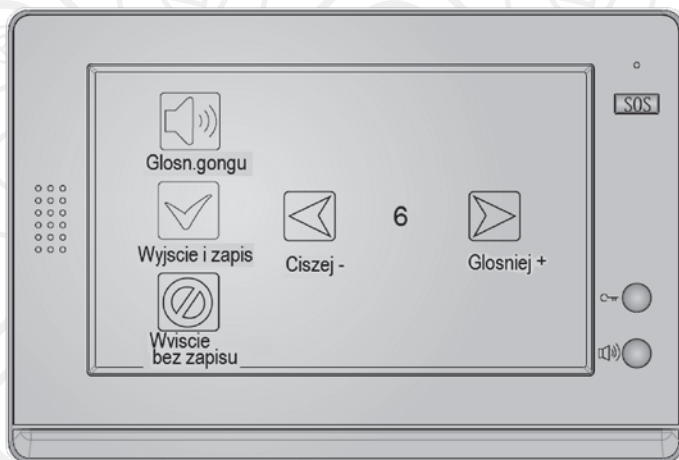 SOS
Glosn.gongu
Wyjscie i zapis
Ciszej -
6
Glosniej +
Wviscie
bez zapisu